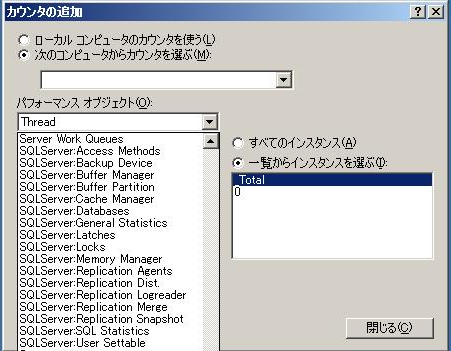 カウンタの追加
ローカル コンピュータのカウンタを使う(L)
次のコンピュータからカウンタを選ぶ(M):
パフォーマンス オブジェクト(O):
Thread
Server Work Queues
SQLServer:Access Methods
SQLServer:Backup Device
SQLServer:Buffer Manager
SQLServer:Buffer Partition
SQLServer:Cache Manager
SQLServer:Databases
SQLServer:General Statistics
SQLServer:Latches
SQLServer:Locks
SQLServer:Memory Manager
SQLServer:Replication Agents
SQLServer:Replication Dist.
SQLServer:Replication Logreader
SQLServer:Replication Merge
SQLServer:Replication Snapshot
SQLServer:SQL Statistics
SQLServer:User Settable
すべてのインスタンス(A)
一覧からインスタンスを選ぶ(I):
_Total
0
閉じる(C)